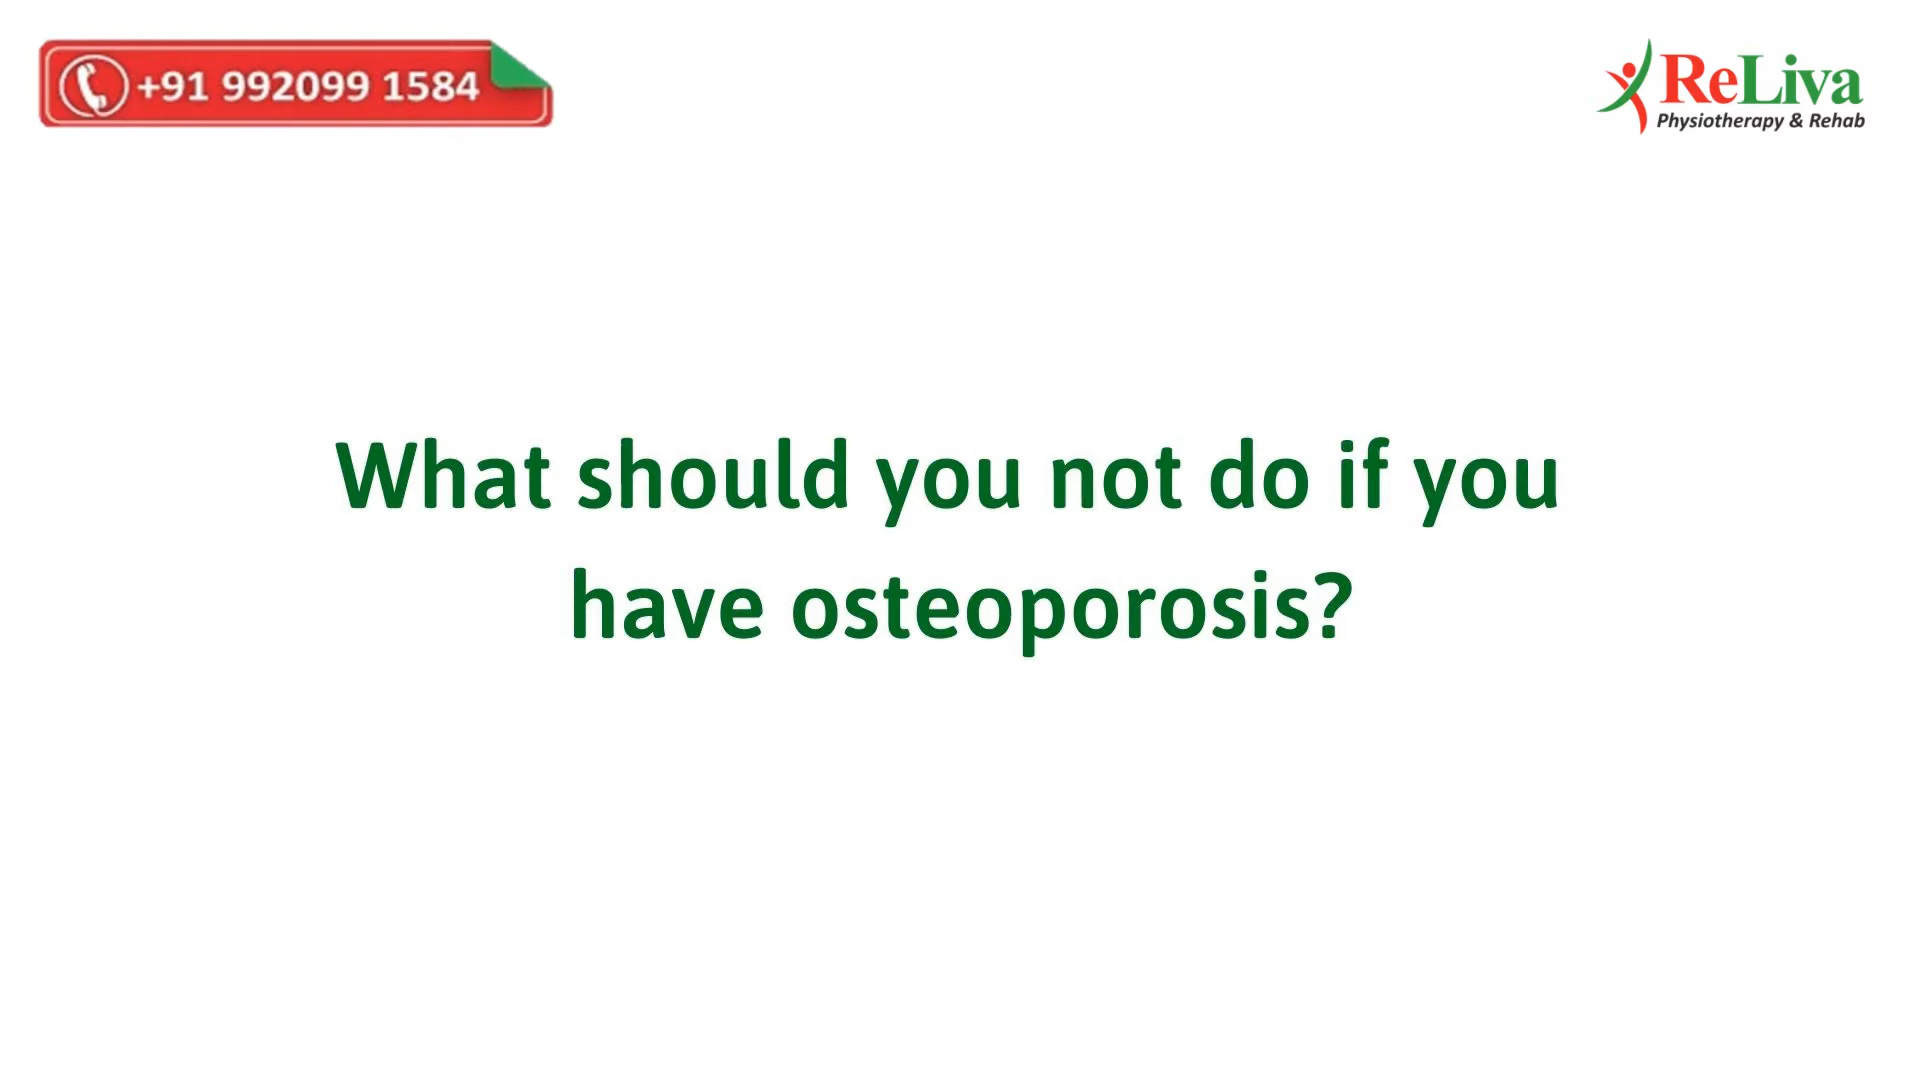 +91 992099 1584
ReLiva
Physiotherapy & Rehab
What should you not do if you
have osteoporosis?